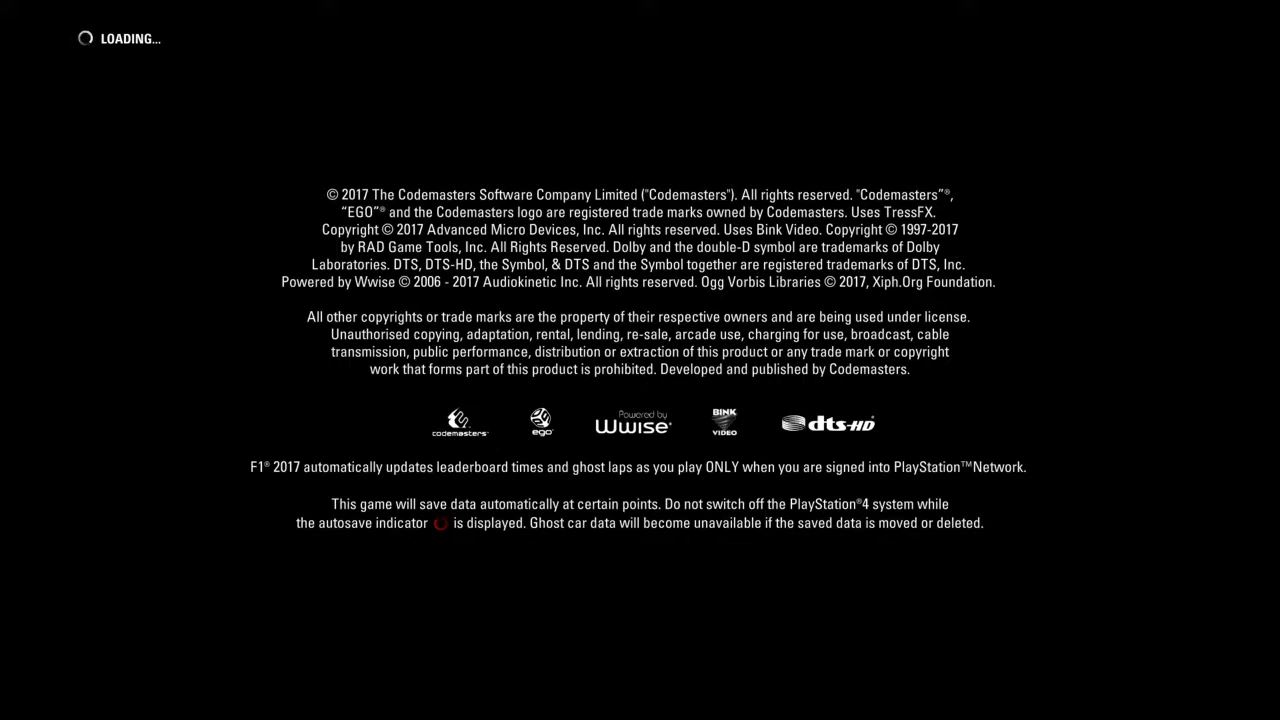 LOADING...
© 2017 The Codemasters Software Company Limited ("Codemasters"). All rights reserved. "Codemasters”®,
“EGO”® and the Codemasters logo are registered trade marks owned by Codemasters. Uses TressFX.
Copyright © 2017 Advanced Micro Devices, Inc. All rights reserved. Uses Bink Video. Copyright © 1997-2017
by RAD Game Tools, Inc. All Rights Reserved. Dolby and the double-D symbol are trademarks of Dolby
Laboratories. DTS, DTS-HD, the Symbol, & DTS and the Symbol together are registered trademarks of DTS, Inc.
Powered by Wwise © 2006 - 2017 Audiokinetic Inc. All rights reserved. Ogg Vorbis Libraries © 2017, Xiph.Org Foundation.
All other copyrights or trade marks are the property of their respective owners and are being used under license.
Unauthorised copying, adaptation, rental, lending, re-sale, arcade use, charging for use, broadcast, cable
transmission, public performance, distribution or extraction of this product or any trade mark or copyright
work that forms part of this product is prohibited. Developed and published by Codemasters.
codemasters® ego® Powered by Wwise® BINK VIDEO dts-HD®
F1® 2017 automatically updates leaderboard times and ghost laps as you play ONLY when you are signed into PlayStation™Network.
This game will save data automatically at certain points. Do not switch off the PlayStation®4 system while
the autosave indicator is displayed. Ghost car data will become unavailable if the saved data is moved or deleted.